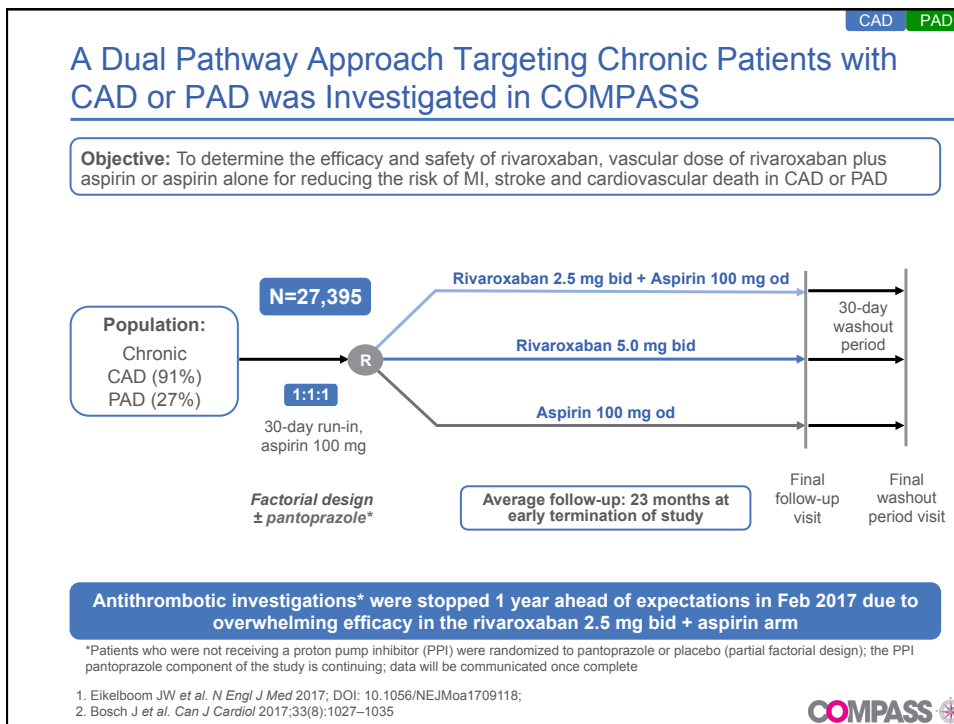 CAD PAD
A Dual Pathway Approach Targeting Chronic Patients with
CAD or PAD was Investigated in COMPASS
Objective: To determine the efficacy and safety of rivaroxaban, vascular dose of rivaroxaban plus
aspirin or aspirin alone for reducing the risk of MI, stroke and cardiovascular death in CAD or PAD
N=27,395
Population:
Chronic
CAD (91%)
PAD (27%)
R
1:1:1
30-day run-in,
aspirin 100 mg
Rivaroxaban 2.5 mg bid + Aspirin 100 mg od
Rivaroxaban 5.0 mg bid
Aspirin 100 mg od
30-day
washout
period
Factorial design
± pantoprazole*
Average follow-up: 23 months at
early termination of study
Final
follow-up
visit
Final
washout
period visit
Antithrombotic investigations* were stopped 1 year ahead of expectations in Feb 2017 due to
overwhelming efficacy in the rivaroxaban 2.5 mg bid + aspirin arm
*Patients who were not receiving a proton pump inhibitor (PPI) were randomized to pantoprazole or placebo (partial factorial design); the PPI
pantoprazole component of the study is continuing; data will be communicated once complete
1. Eikelboom JW et al. N Engl J Med 2017; DOI: 10.1056/NEJMoa1709118;
2. Bosch J et al. Can J Cardiol 2017;33(8):1027–1035
COMPASS